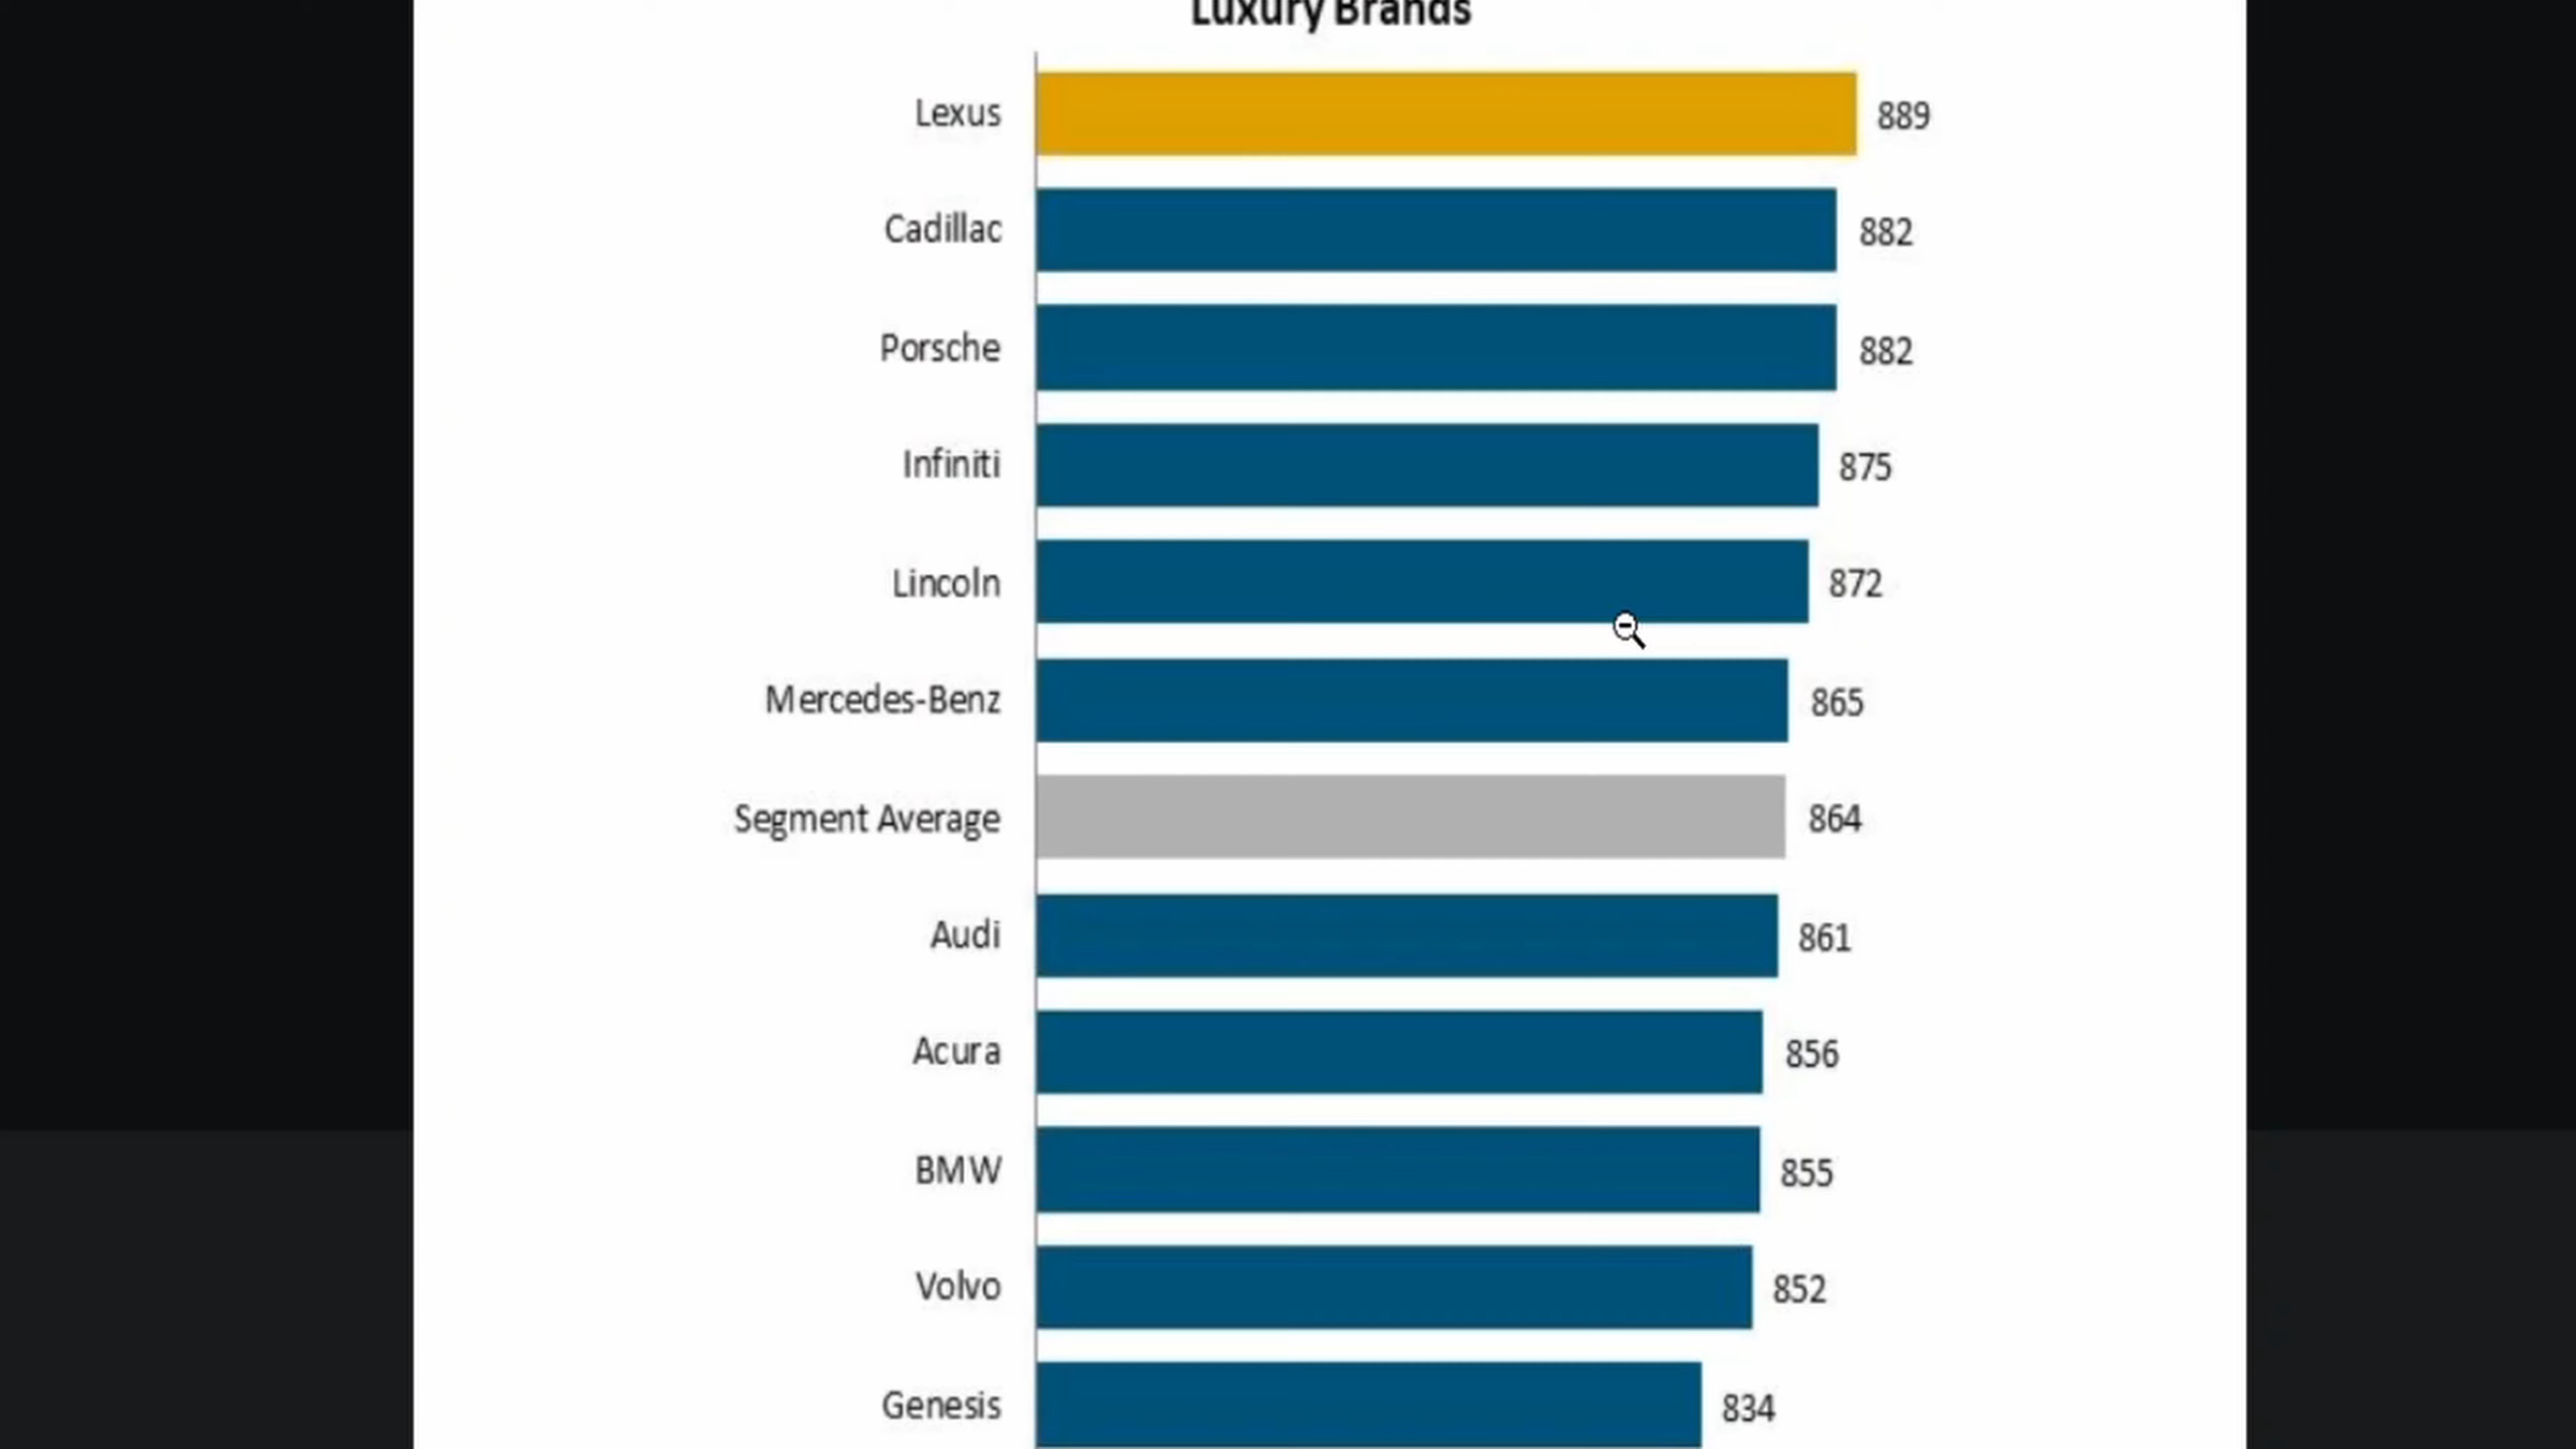 Luxury Brands
Lexus 889
Cadillac 882
Porsche 882
Infiniti 875
Lincoln 872
Mercedes-Benz 865
Segment Average 864
Audi 861
Acura 856
BMW 855
Volvo 852
Genesis 834